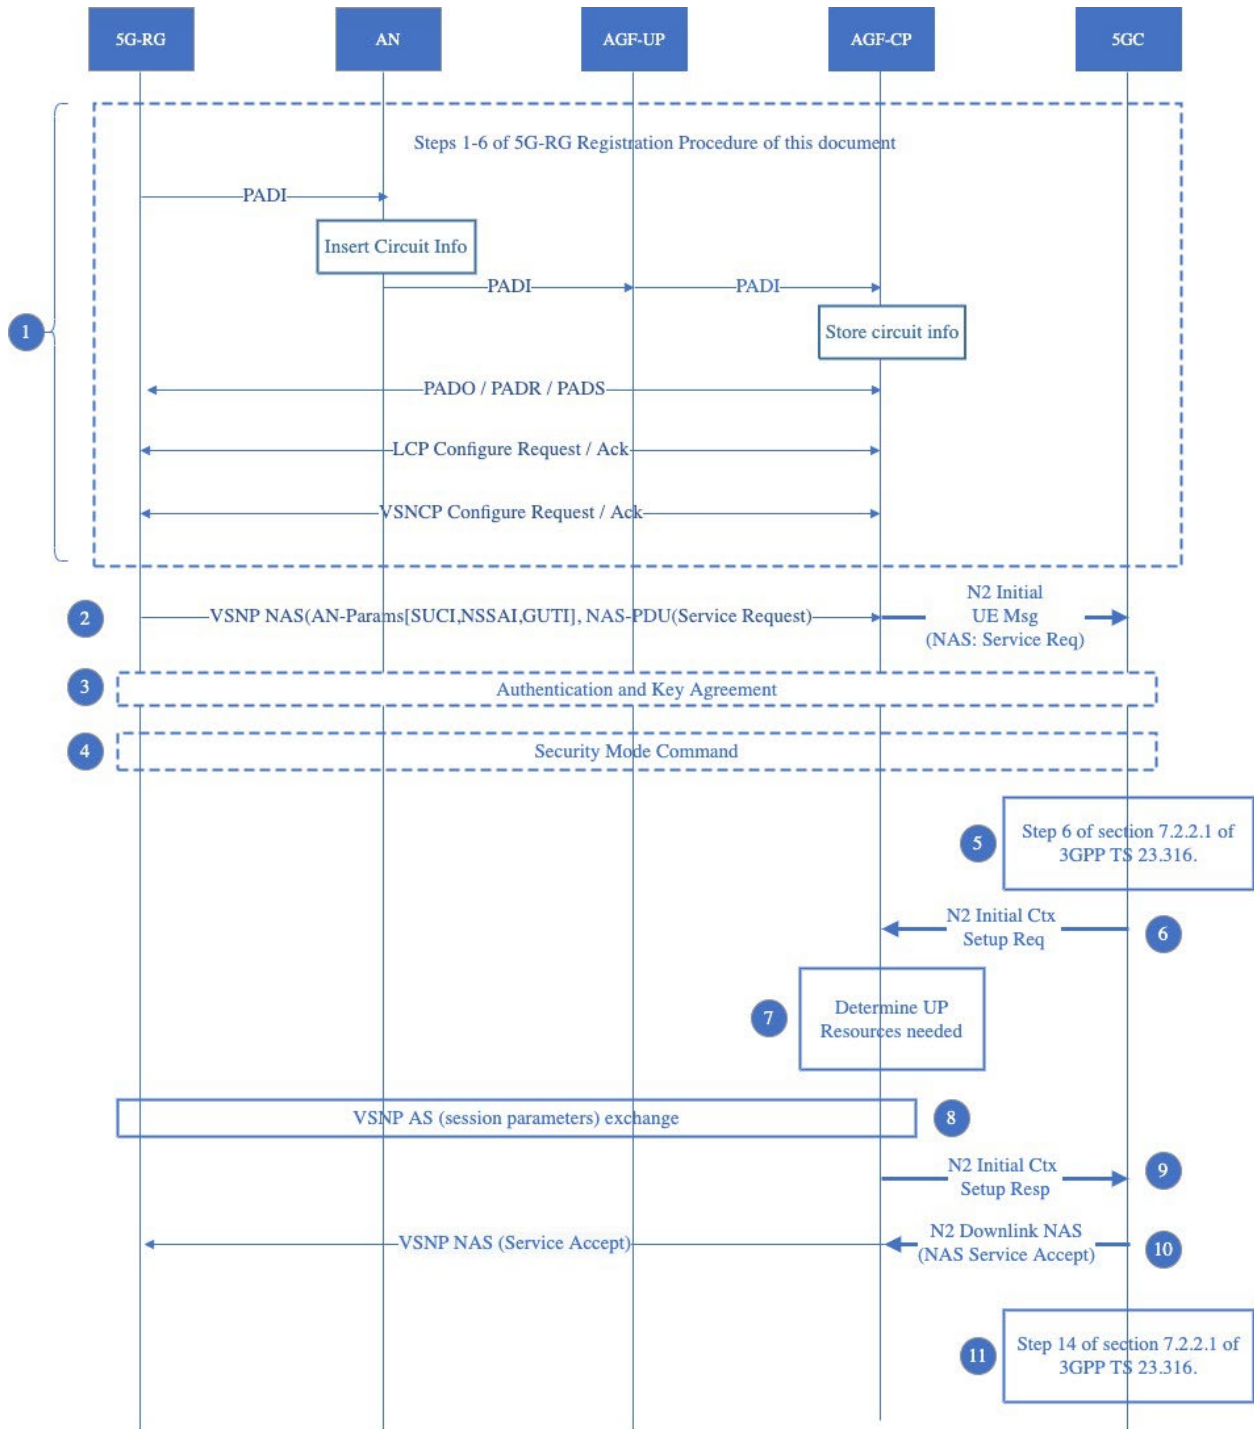 5G-RG
AN
AGF-UP
AGF-CP
5GC
Steps 1-6 of 5G-RG Registration Procedure of this document
PADI
Insert Circuit Info
PADI
PADI
1
Store circuit info
PADO / PADR / PADS
LCP Configure Request / Ack
VSNCP Configure Request / Ack
2
VSNP NAS(AN-Params[SUCI,NSSAI,GUTI], NAS-PDU(Service Request)
N2 Initial
UE Msg
(NAS: Service Req)
3
Authentication and Key Agreement
4
Security Mode Command
5
Step 6 of section 7.2.2.1 of
3GPP TS 23.316.
N2 Initial Ctx
Setup Req
6
7
Determine UP
Resources needed
VSNP AS (session parameters) exchange
8
N2 Initial Ctx
Setup Resp
9
VSNP NAS (Service Accept)
N2 Downlink NAS
(NAS Service Accept)
10
11
Step 14 of section 7.2.2.1 of
3GPP TS 23.316.